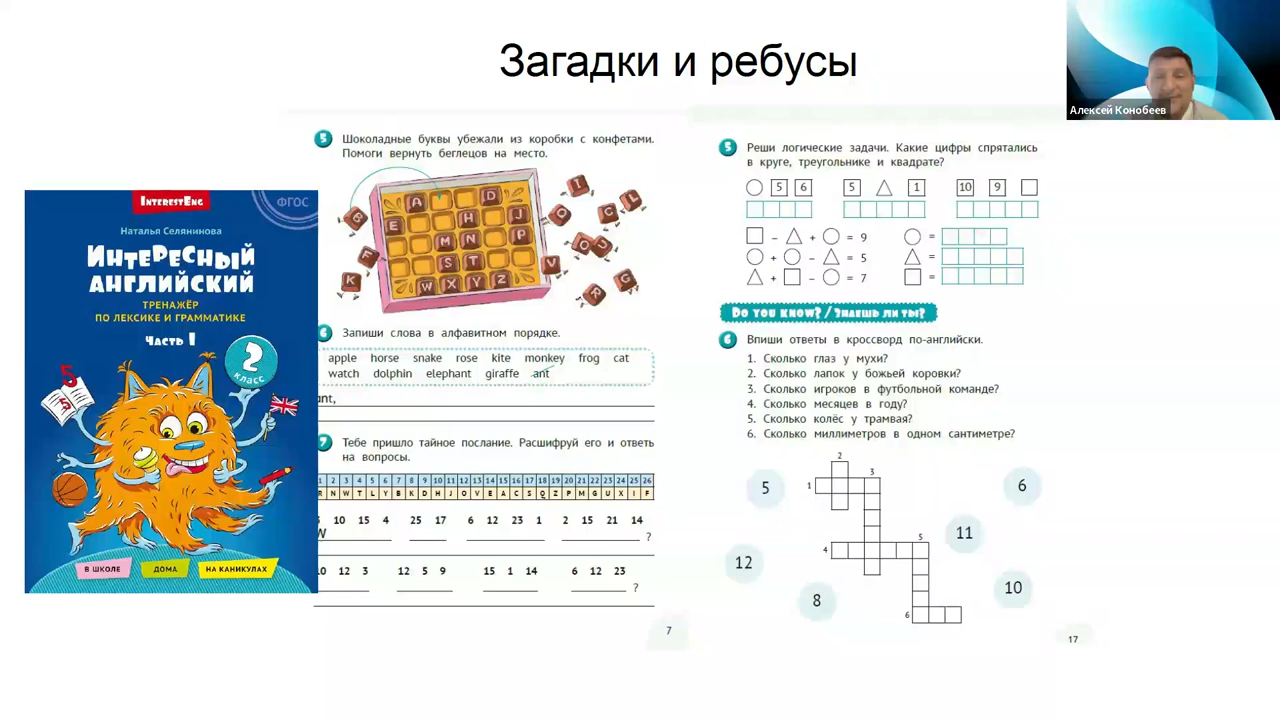 Загадки и ребусы
Алексей Конобеев
INTERESTENG
ФГОС
Наталья Селянинова
ИНТЕРЕСНЫЙ
АНГЛИЙСКИЙ
ТРЕНАЖЁР
ПО ЛЕКСИКЕ И ГРАММАТИКЕ
ЧАСТЬ I
2
КЛАСС
5
5
В ШКОЛЕ
ДОМА
НА КАНИКУЛАХ
5 Шоколадные буквы убежали из коробки с конфетами.
Помоги вернуть беглецов на место.
A D
E H J
M N P
S T
W X Y Z
B F K I O C L Q U V R G
6 Запиши слова в алфавитном порядке.
apple horse snake rose kite monkey frog cat
watch dolphin elephant giraffe ant
ant,
7 Тебе пришло тайное послание. Расшифруй его и ответь
на вопросы.
1 2 3 4 5 6 7 8 9 10 11 12 13 14 15 16 17 18 19 20 21 22 23 24 25 26
R N W T L Y B K D H J O V E A C S Q Z P M G U X I F
3 10 15 4 25 17 6 12 23 1 2 15 21 14
W ?
10 12 3 12 5 9 15 1 14 6 12 23
?
7
5 Реши логические задачи. Какие цифры спрятались
в круге, треугольнике и квадрате?
5 6 5 1 10 9
– + = 9 =
+ – = 5 =
+ – = 7 =
DO YOU KNOW? / ЗНАЕШЬ ЛИ ТЫ?
6 Впиши ответы в кроссворд по-английски.
1. Сколько глаз у мухи?
2. Сколько лапок у божьей коровки?
3. Сколько игроков в футбольной команде?
4. Сколько месяцев в году?
5. Сколько колёс у трамвая?
6. Сколько миллиметров в одном сантиметре?
2
3
1
5
4
6
5
6
11
12
10
8
17